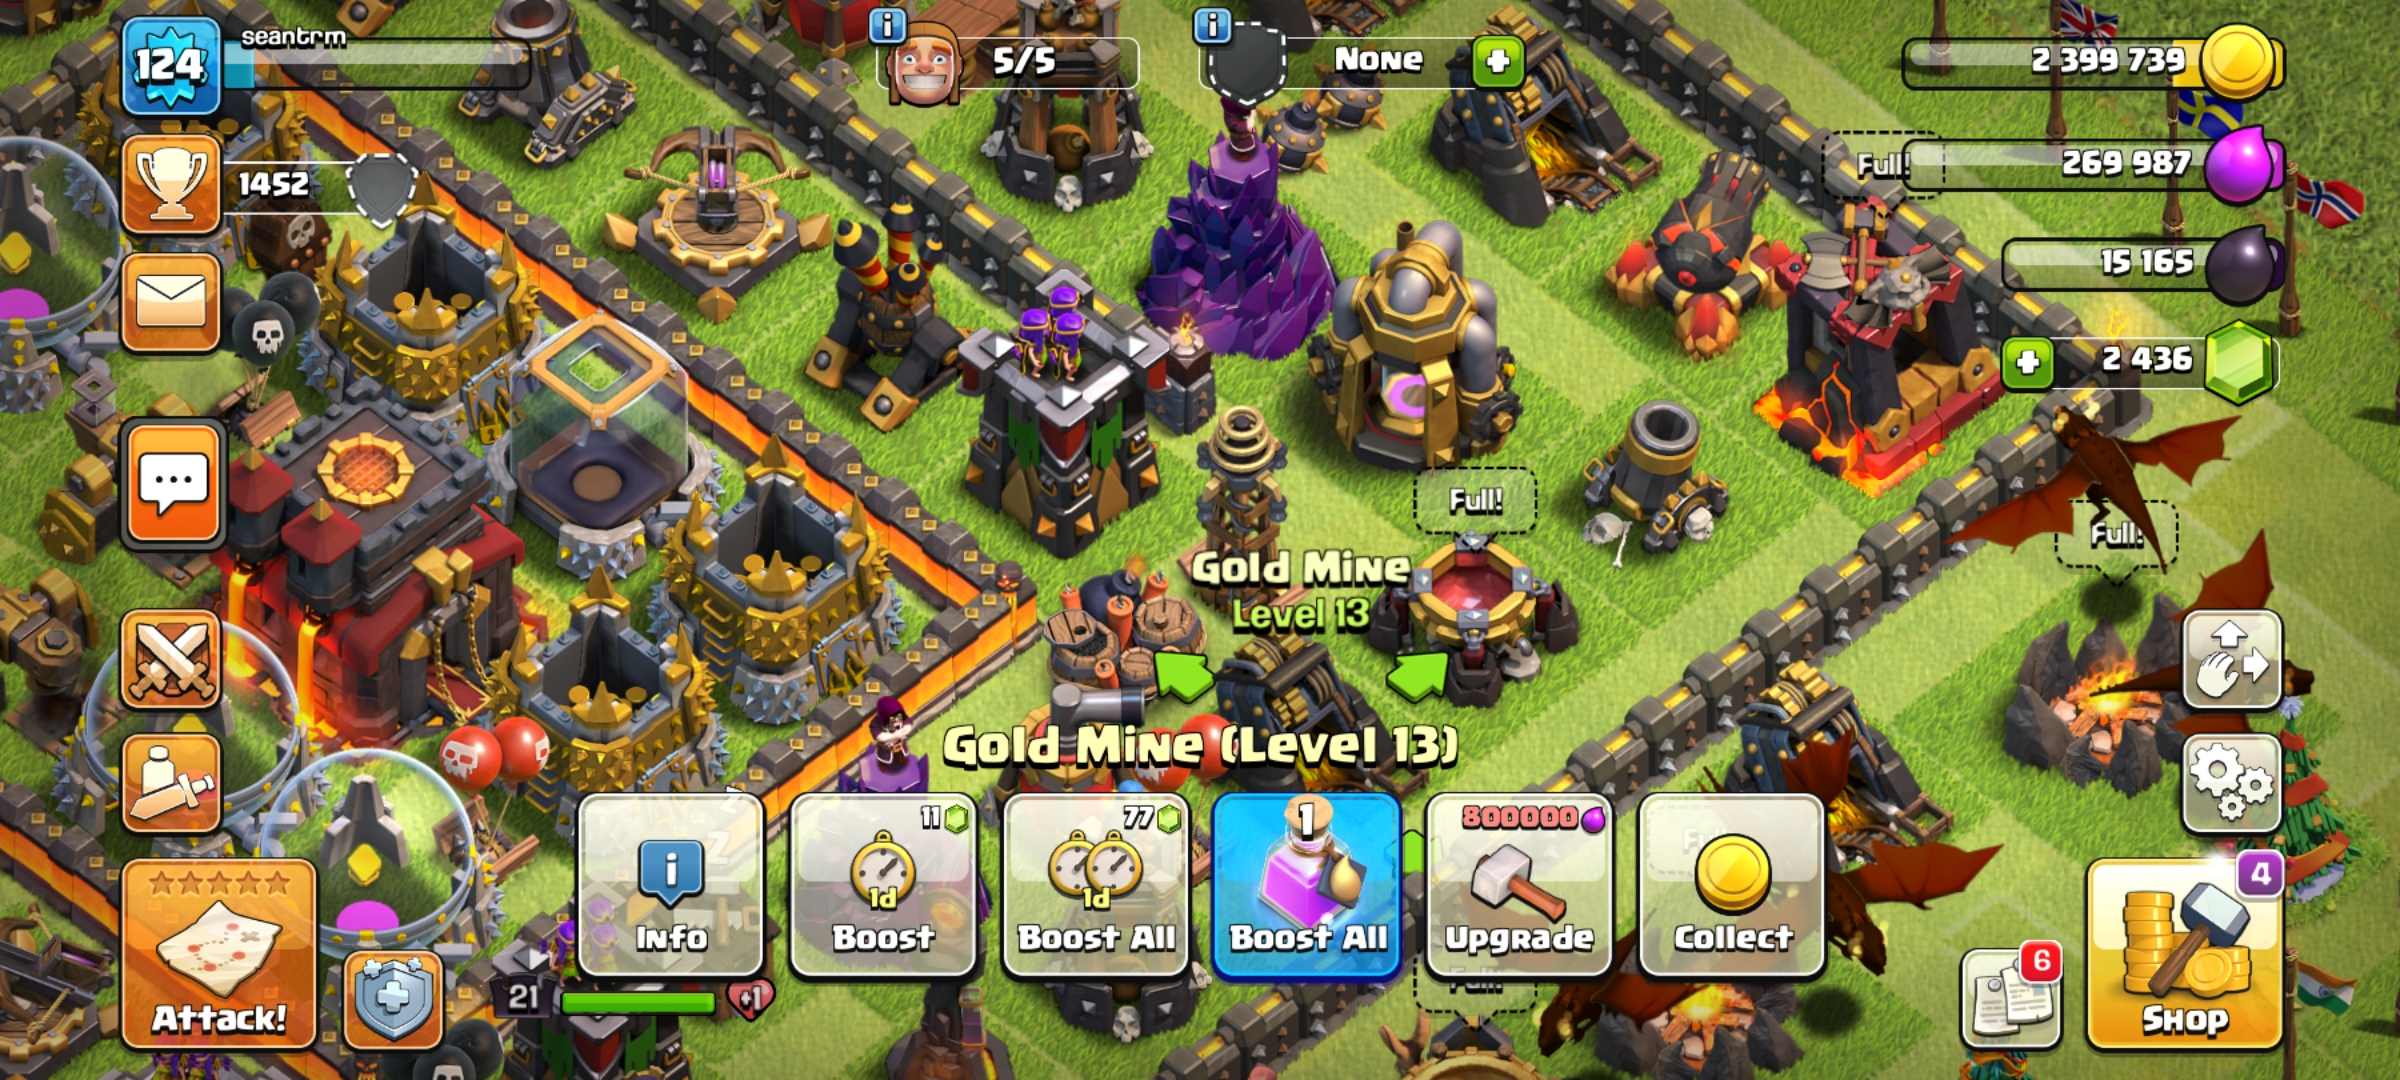 124
seantrm
5/5
None
2 399 739
1452
Full!
269 987
15 165
2 436
Full!
Full!
Gold Mine
Level 13
Gold Mine (Level 13)
Info
11
1d
Boost
77
1d
Boost All
1
Boost All
800000
Upgrade
Collect
Attack!
21
+1
Full!
6
4
Shop